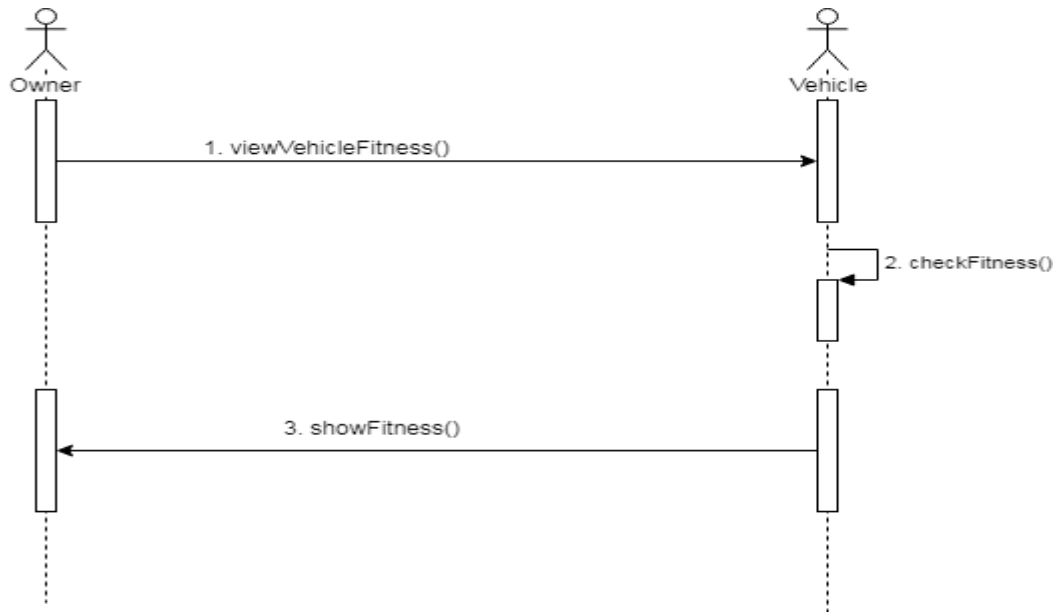 Owner
Vehicle
1. viewVehicleFitness()
2. checkFitness()
3. showFitness()